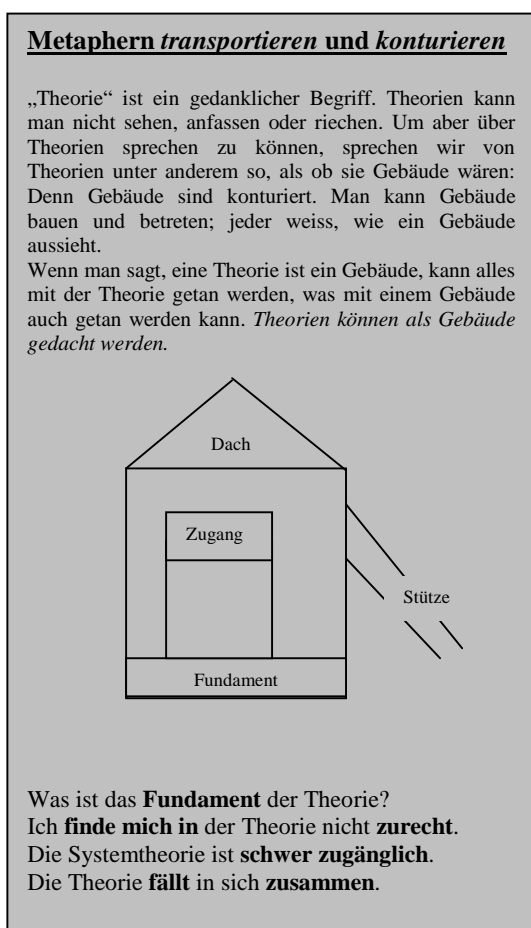 Metaphern transportieren und konturieren
„Theorie“ ist ein gedanklicher Begriff. Theorien kann
man nicht sehen, anfassen oder riechen. Um aber über
Theorien sprechen zu können, sprechen wir von
Theorien unter anderem so, als ob sie Gebäude wären:
Denn Gebäude sind konturiert. Man kann Gebäude
bauen und betreten; jeder weiss, wie ein Gebäude
aussieht.
Wenn man sagt, eine Theorie ist ein Gebäude, kann alles
mit der Theorie getan werden, was mit einem Gebäude
auch getan werden kann. Theorien können als Gebäude
gedacht werden.
Dach
Zugang
Stütze
Fundament
Was ist das Fundament der Theorie?
Ich finde mich in der Theorie nicht zurecht.
Die Systemtheorie ist schwer zugänglich.
Die Theorie fällt in sich zusammen.